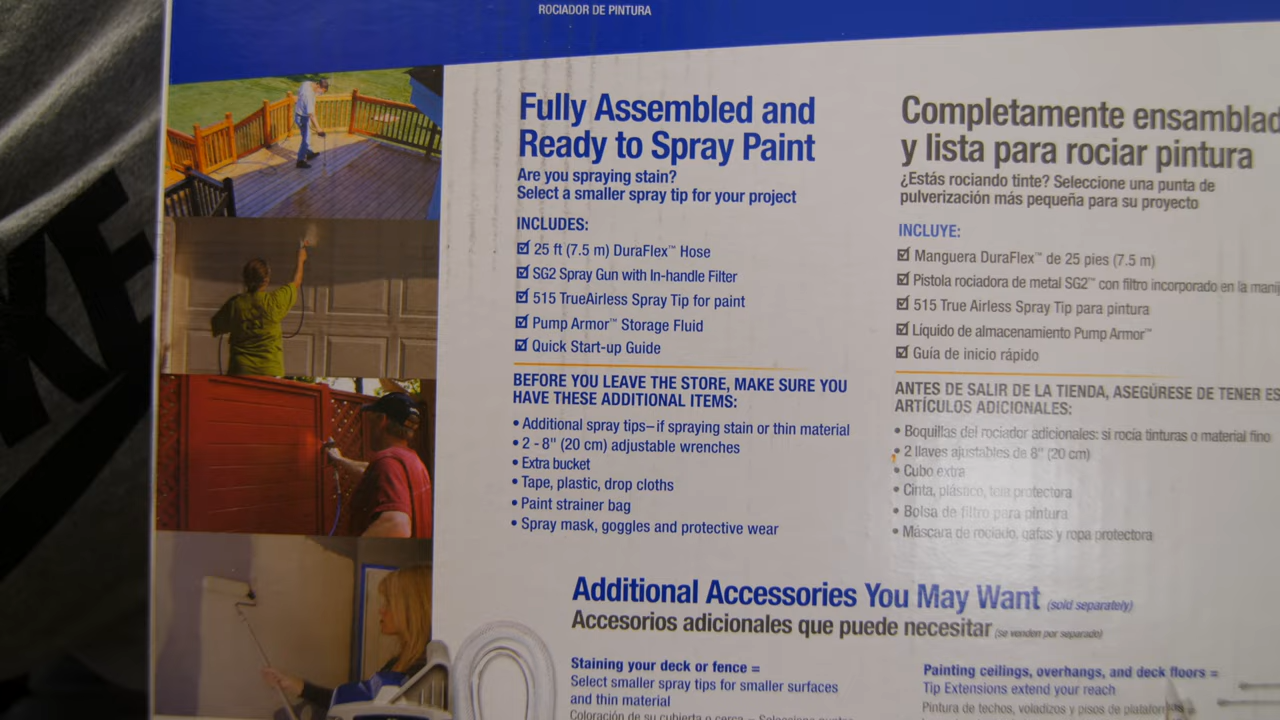 ROCIADOR DE PINTURA
Fully Assembled and
Ready to Spray Paint
Are you spraying stain?
Select a smaller spray tip for your project
INCLUDES:
25 ft (7.5 m) DuraFlex™ Hose
SG2 Spray Gun with In-handle Filter
515 TrueAirless Spray Tip for paint
Pump Armor™ Storage Fluid
Quick Start-up Guide
BEFORE YOU LEAVE THE STORE, MAKE SURE YOU
HAVE THESE ADDITIONAL ITEMS:
• Additional spray tips–if spraying stain or thin material
• 2 - 8" (20 cm) adjustable wrenches
• Extra bucket
• Tape, plastic, drop cloths
• Paint strainer bag
• Spray mask, goggles and protective wear
Completamente ensamblad
y lista para rociar pintura
¿Estás rociando tinte? Seleccione una punta de
pulverización más pequeña para su proyecto
INCLUYE:
Manguera DuraFlex™ de 25 pies (7.5 m)
Pistola rociadora de metal SG2™ con filtro incorporado en la manij
515 True Airless Spray Tip para pintura
Líquido de almacenamiento Pump Armor™
Guía de inicio rápido
ANTES DE SALIR DE LA TIENDA, ASEGÚRESE DE TENER ES
ARTÍCULOS ADICIONALES:
• Boquillas del rociador adicionales: si rocía tinturas o material fino
• 2 llaves ajustables de 8" (20 cm)
• Cubo extra
• Cinta, plástico, tela protectora
• Bolsa de filtro para pintura
• Máscara de rociado, gafas y ropa protectora
Additional Accessories You May Want (sold separately)
Accesorios adicionales que puede necesitar (se venden por separado)
Staining your deck or fence =
Select smaller spray tips for smaller surfaces
and thin material
Coloración de su cubierta o cerca =
Painting ceilings, overhangs, and deck floors =
Tip Extensions extend your reach
Pintura de techos, voladizos y pisos de